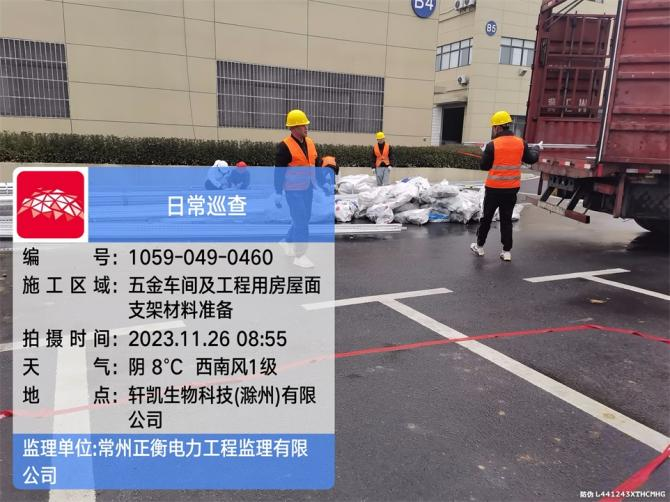 B4
B5
日常巡查
编号：1059-049-0460
施工区域：五金车间及工程用房屋面
支架材料准备
拍摄时间：2023.11.26 08:55
天气：阴 8°C 西南风1级
地点：轩凯生物科技(滁州)有限
公司
监理单位:常州正衡电力工程监理有限
公司
防伪 L441243XTHCMHG